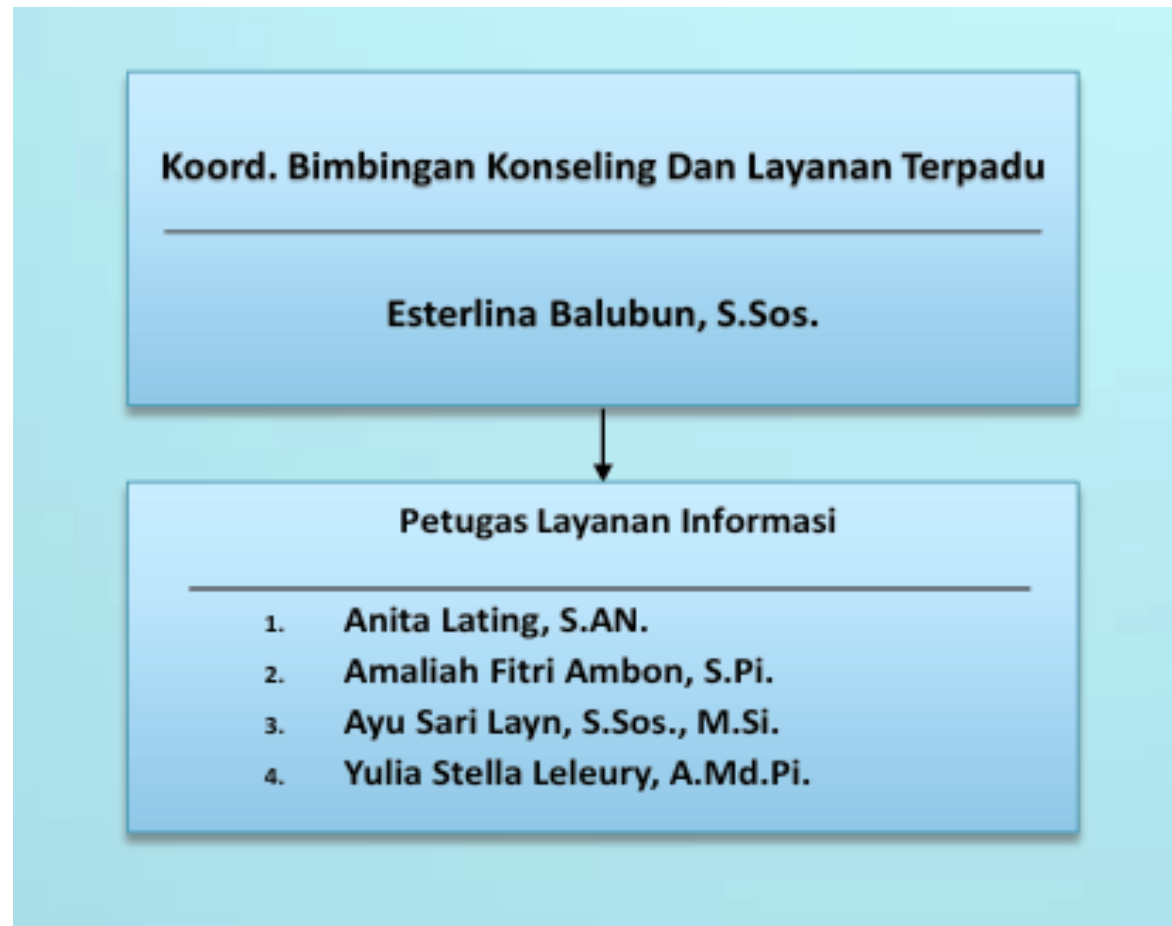 Koord. Bimbingan Konseling Dan Layanan Terpadu
Esterlina Balubun, S.Sos.
Petugas Layanan Informasi
1. Anita Lating, S.AN.
2. Amaliah Fitri Ambon, S.Pi.
3. Ayu Sari Layn, S.Sos., M.Si.
4. Yulia Stella Leleury, A.Md.Pi.